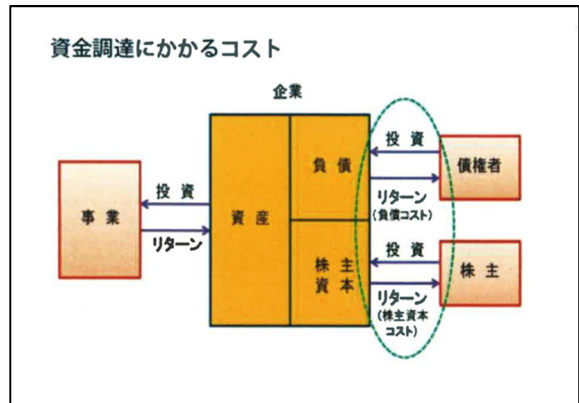 資金調達にかかるコスト
企業
事業
投資
リターン
資産
負債
株主
資本
投資
リターン
(負債コスト)
債権者
投資
リターン
(株主資本
コスト)
株主